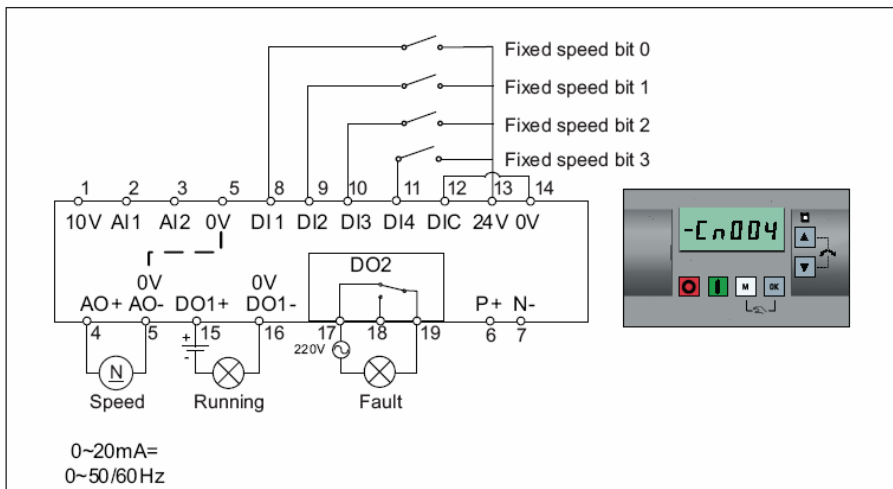 Fixed speed bit 0
Fixed speed bit 1
Fixed speed bit 2
Fixed speed bit 3
1 2 3 5 8 9 10 11 12 13 14
10V AI1 AI2 0V DI1 DI2 DI3 DI4 DIC 24V 0V
-Cn004
0V 0V DO2
AO+ AO- DO1+ DO1- P+ N-
4 5 15 16 17 18 19 6 7
+
-
220V
N
Speed Running Fault
M OK
0~20mA=
0~50/60Hz